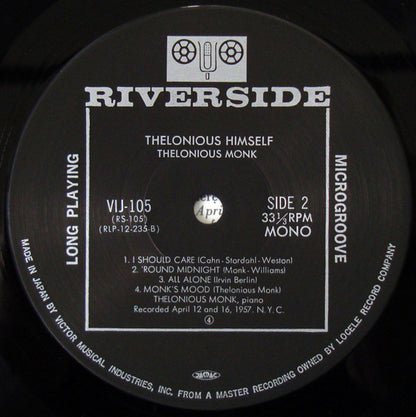 RIVERSIDE
THELONIOUS HIMSELF
THELONIOUS MONK
LONG PLAYING
MICROGROOVE
VIJ-105
(RS-105)
(RLP-12-235-B)
SIDE 2
33⅓RPM
MONO
Apri
1. I SHOULD CARE (Cahn-Stordahl-Weston)
2. 'ROUND MIDNIGHT (Monk-Williams)
3. ALL ALONE (Irvin Berlin)
4. MONK'S MOOD (Thelonious Monk)
THELONIOUS MONK, piano
Recorded April 12 and 16, 1957. N.Y.C.
4
MADE IN JAPAN BY VICTOR MUSICAL INDUSTRIES, INC. FROM A MASTER RECORDING OWNED BY LOCELE RECORD COMPANY